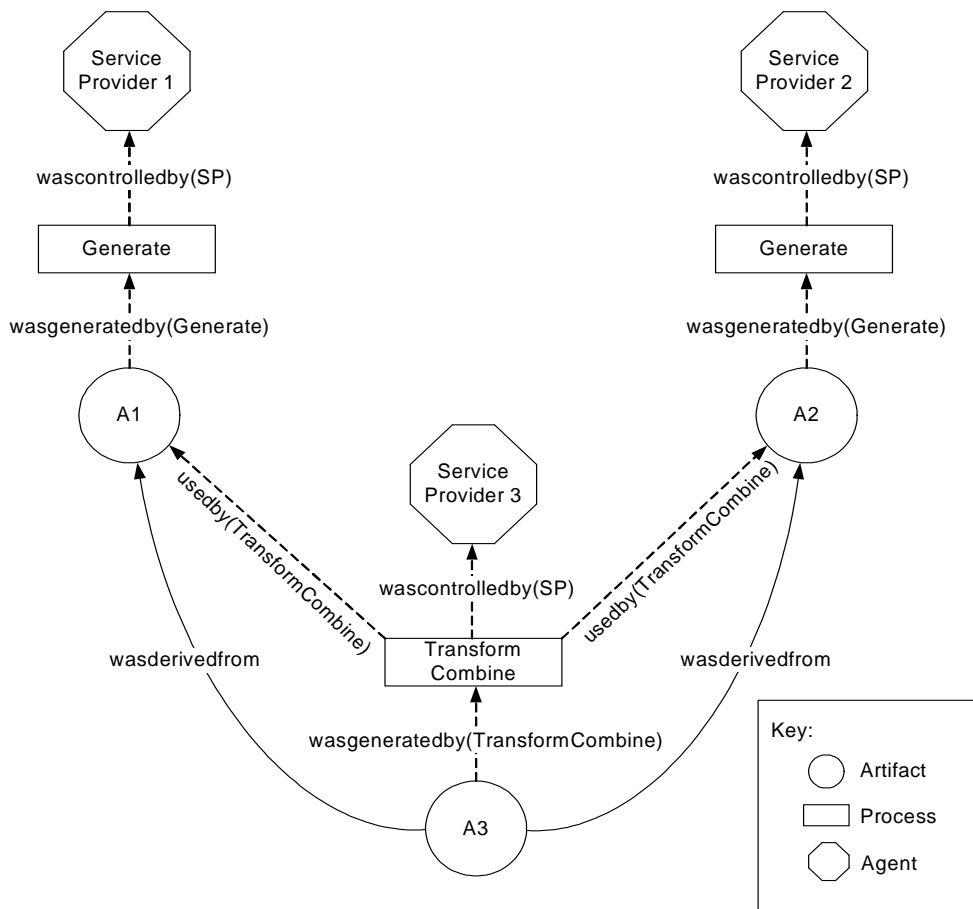 Service
Provider 1
Service
Provider 2
wascontrolledby(SP)
wascontrolledby(SP)
Generate
Generate
wasgeneratedby(Generate)
wasgeneratedby(Generate)
A1
A2
Service
Provider 3
usedby(TransformCombine)
usedby(TransformCombine)
wascontrolledby(SP)
wasderivedfrom
Transform
Combine
wasderivedfrom
wasgeneratedby(TransformCombine)
A3
Key:
Artifact
Process
Agent